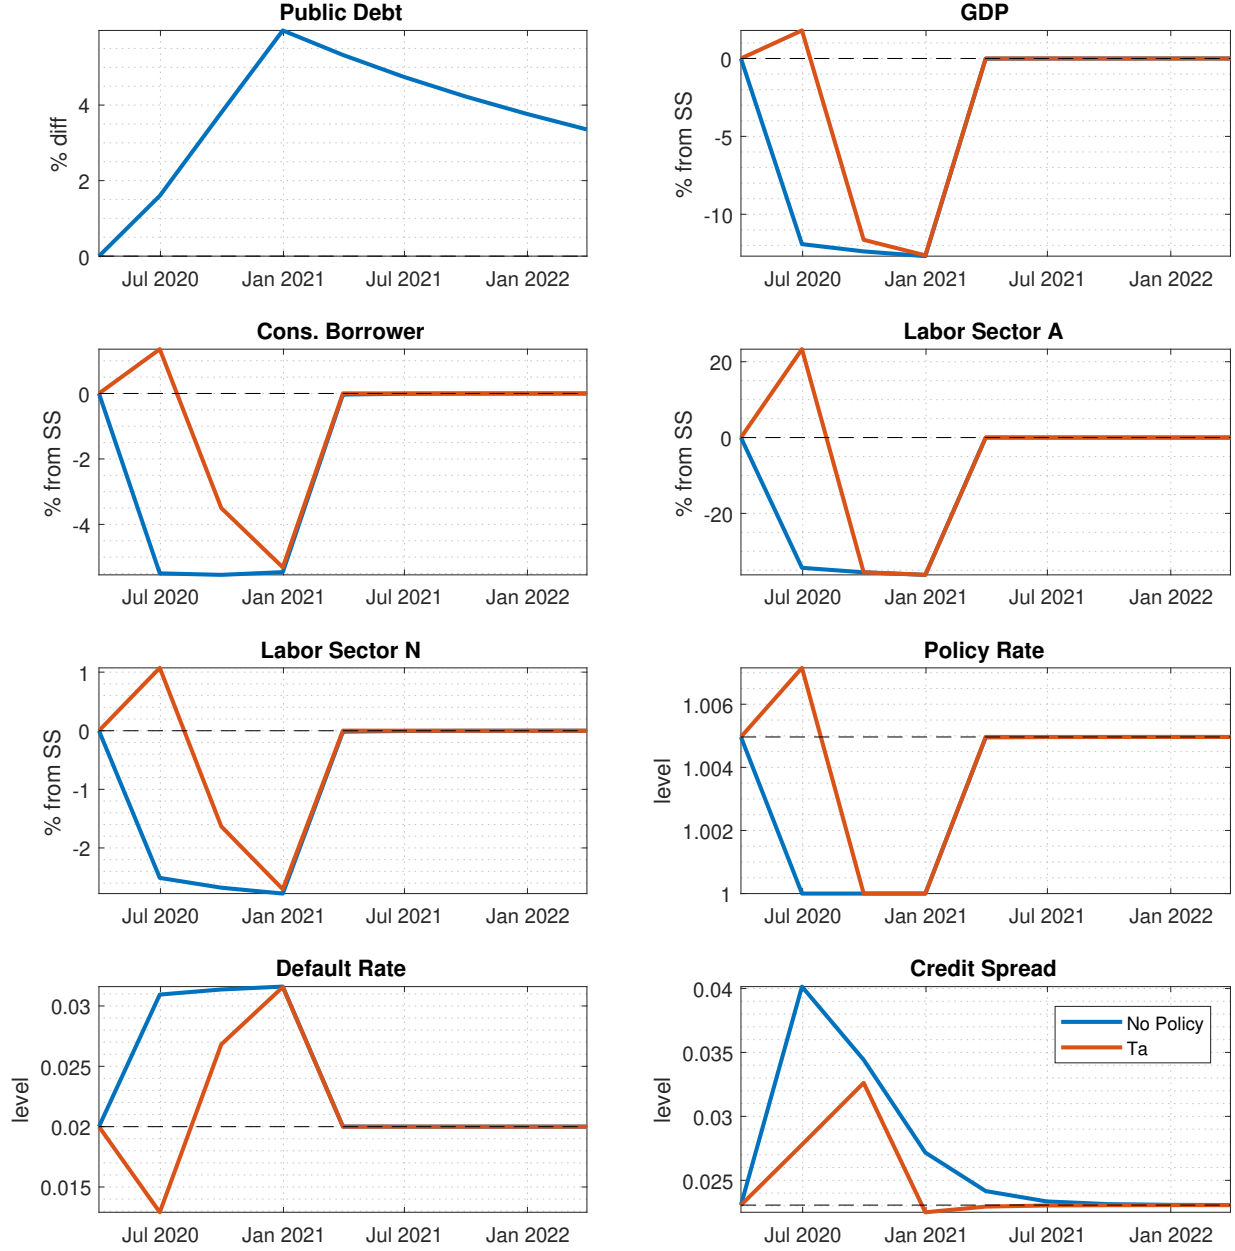 Public Debt
% diff
4
2
0
Jul 2020 Jan 2021 Jul 2021 Jan 2022
GDP
% from SS
0
-5
-10
Jul 2020 Jan 2021 Jul 2021 Jan 2022
Cons. Borrower
% from SS
0
-2
-4
Jul 2020 Jan 2021 Jul 2021 Jan 2022
Labor Sector A
% from SS
20
0
-20
Jul 2020 Jan 2021 Jul 2021 Jan 2022
Labor Sector N
% from SS
1
0
-1
-2
Jul 2020 Jan 2021 Jul 2021 Jan 2022
Policy Rate
level
1.006
1.004
1.002
1
Jul 2020 Jan 2021 Jul 2021 Jan 2022
Default Rate
level
0.03
0.025
0.02
0.015
Jul 2020 Jan 2021 Jul 2021 Jan 2022
Credit Spread
level
0.04
0.035
0.03
0.025
No Policy
Ta
Jul 2020 Jan 2021 Jul 2021 Jan 2022